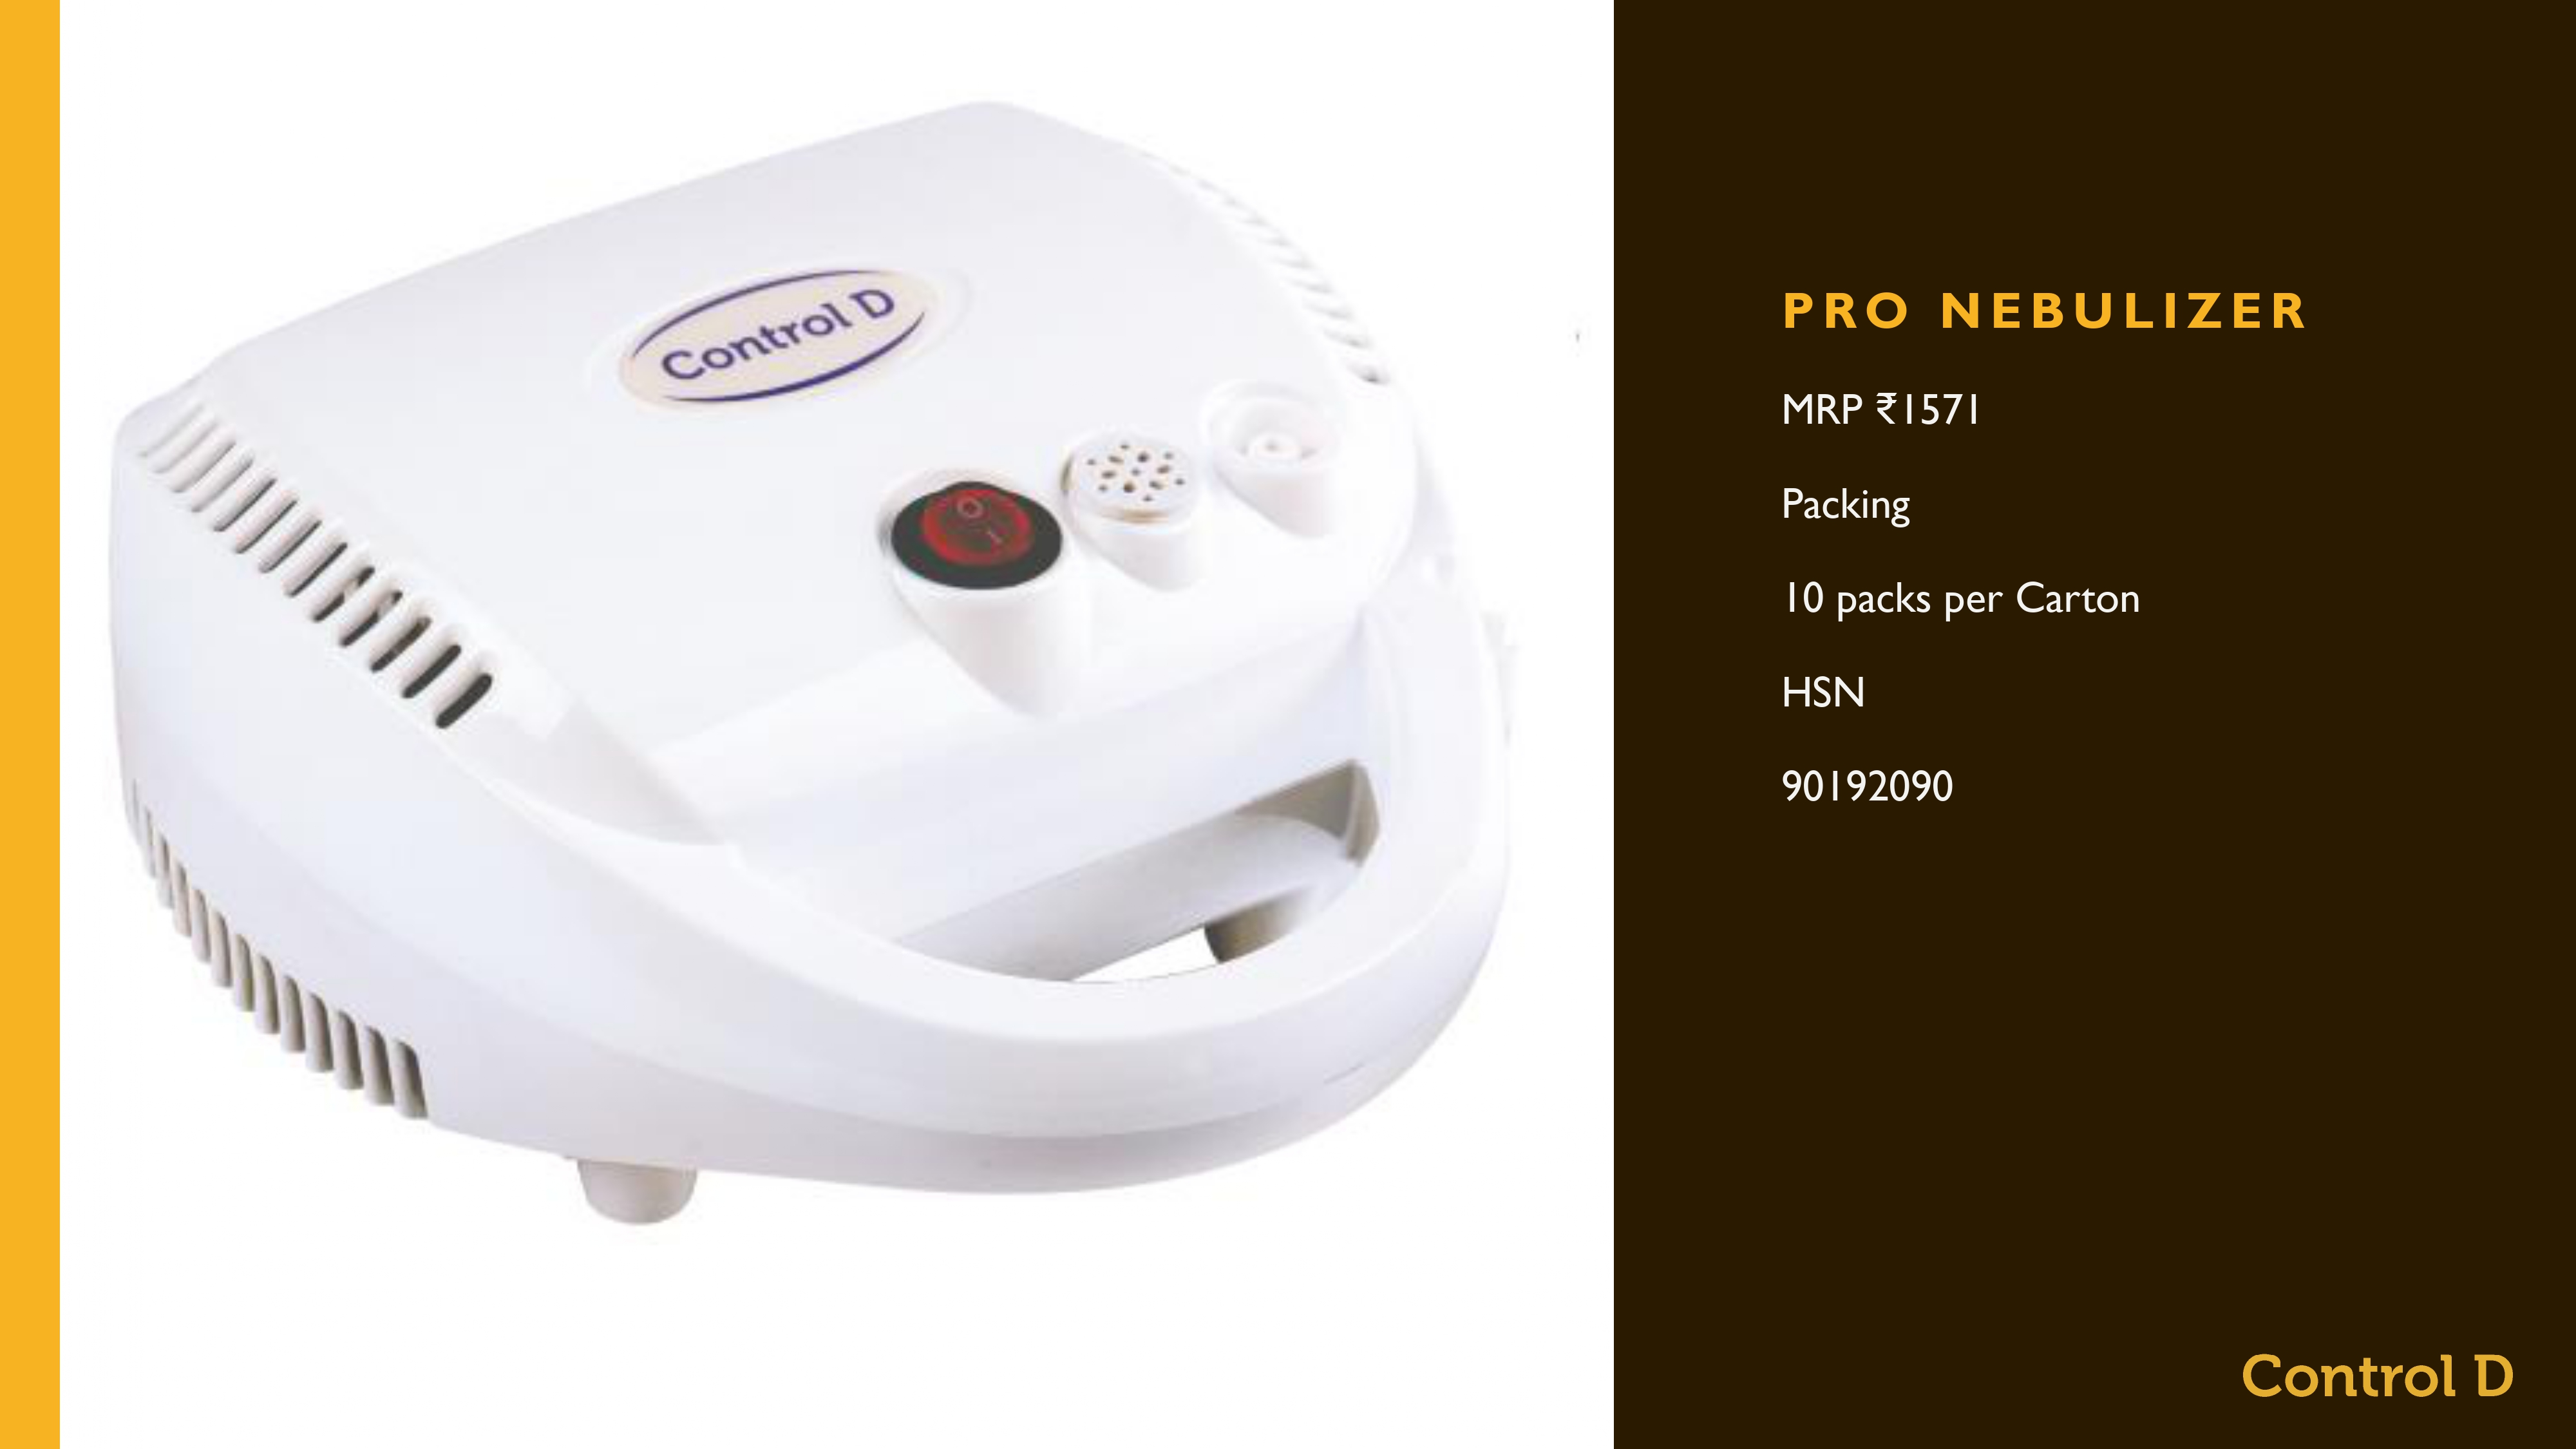 Control D
PRO NEBULIZER
MRP ₹1571
Packing
10 packs per Carton
HSN
90192090
Control D